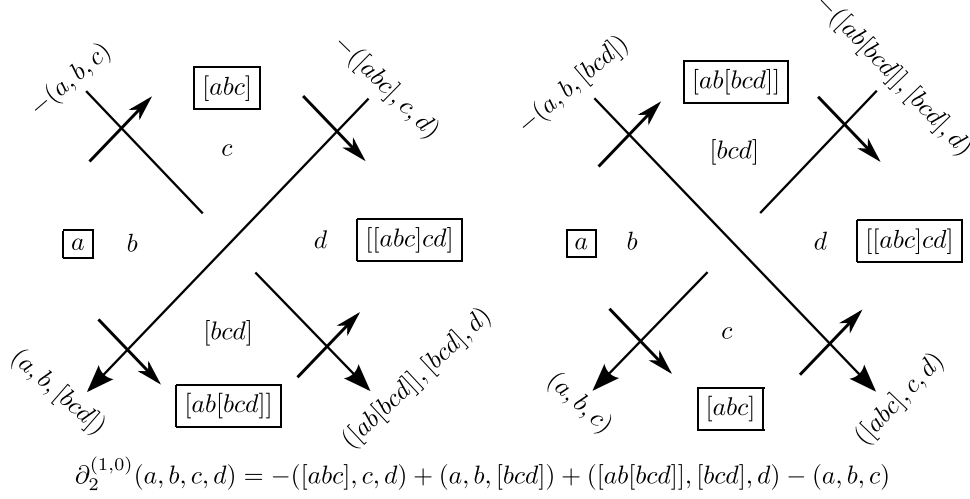 −(a, b, c)
[abc]
−([abc], c, d)
c
a
b
d
[[abc]cd]
[bcd]
(a, b, [bcd])
[ab[bcd]]
([ab[bcd]], [bcd], d)
−(a, b, [bcd])
[ab[bcd]]
−([ab[bcd]], [bcd], d)
[bcd]
a
b
d
[[abc]cd]
c
(a, b, c)
[abc]
([abc], c, d)
∂₂^{(1,0)}(a, b, c, d) = −([abc], c, d) + (a, b, [bcd]) + ([ab[bcd]], [bcd], d) − (a, b, c)